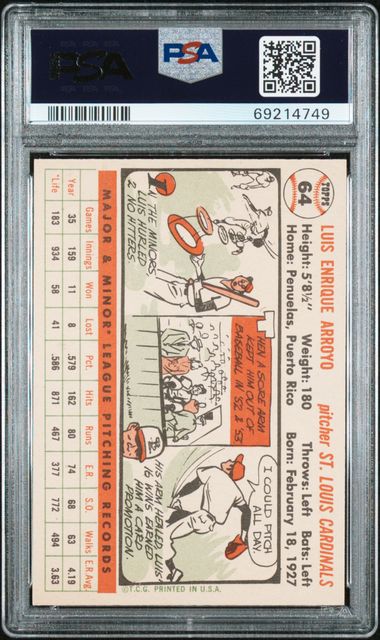 PSA
PSA
69214749
TOPPS
64
LUIS ENRIQUE ARROYO pitcher ST. LOUIS CARDINALS
Height: 5'8½" Weight: 180 Throws: Left Bats: Left
Home: Penuelas, Puerto Rico Born: February 18, 1927
IN THE MINORS
LUIS HURLED
2 NO HITTERS.
THEN A SORE ARM
KEPT HIM OUT OF
BASEBALL IN '52 & '53
HIS ARM HEALED, LUIS'
16 WINS EARNED
HIM A CARD
PROMOTION.
I COULD
PITCH
ALL DAY.
MAJOR & MINOR* LEAGUE PITCHING RECORDS
Games Innings Won Lost Pct. Hits Runs E.R. S.O. Walks E.R. Avg.
Year 35 159 11 8 .579 162 80 74 68 63 4.19
*Life 183 934 58 41 .586 871 467 377 772 494 3.63
©T.C.G. PRINTED IN U.S.A.